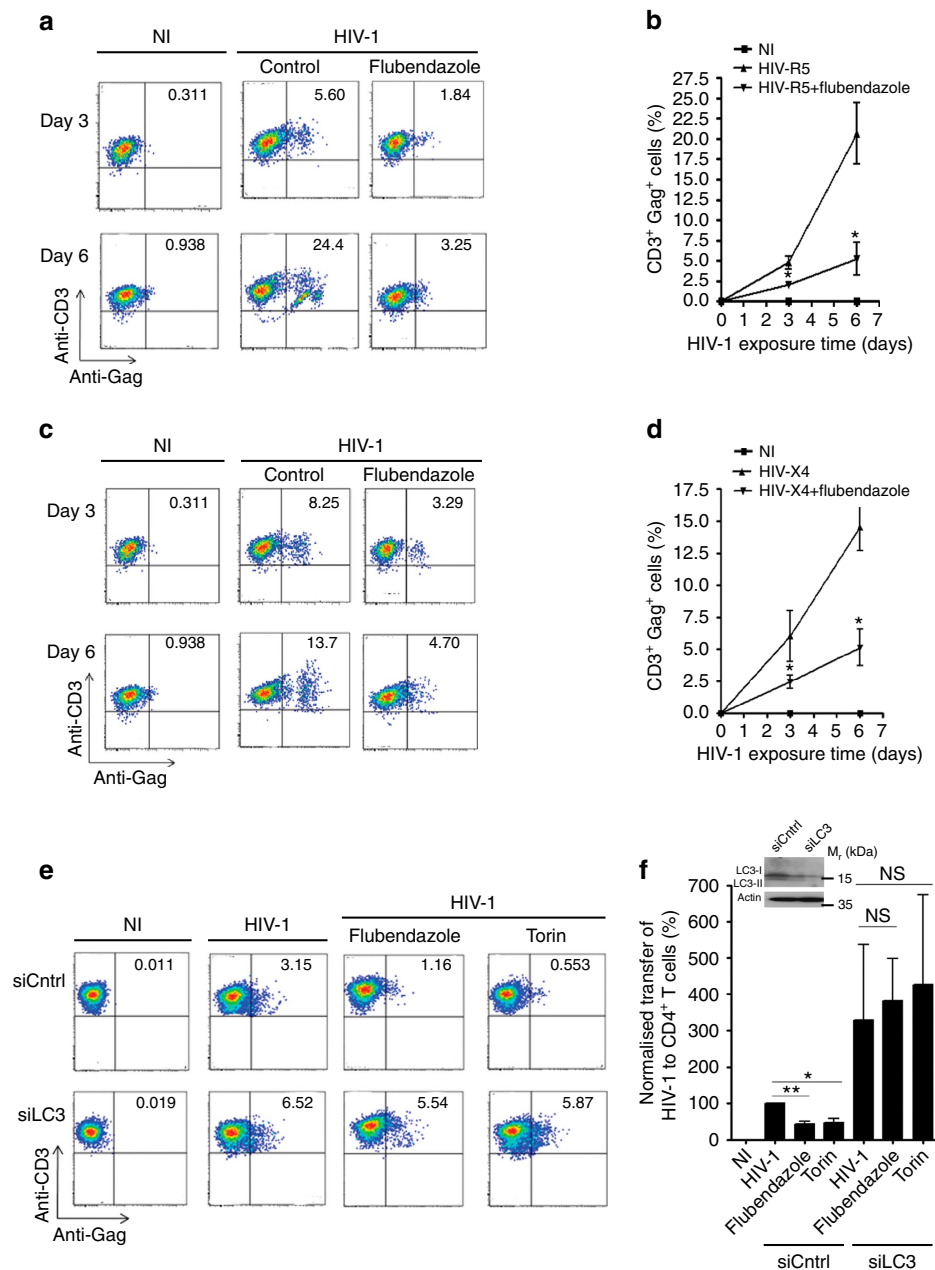 a
NI
HIV-1
Control
Flubendazole
Day 3
0.311
5.60
1.84
Day 6
0.938
24.4
3.25
Anti-CD3
Anti-Gag
b
NI
HIV-R5
HIV-R5+flubendazole
27.5
25.0
22.5
20.0
17.5
15.0
12.5
10.0
7.5
5.0
2.5
0.0
CD3+ Gag+ cells (%)
*
*
0 1 2 3 4 5 6 7
HIV-1 exposure time (days)
c
NI
HIV-1
Control
Flubendazole
Day 3
0.311
8.25
3.29
Day 6
0.938
13.7
4.70
Anti-CD3
Anti-Gag
d
NI
HIV-X4
HIV-X4+flubendazole
17.5
15.0
12.5
10.0
7.5
5.0
2.5
0.0
CD3+ Gag+ cells (%)
*
*
0 1 2 3 4 5 6 7
HIV-1 exposure time (days)
e
NI
HIV-1
HIV-1
Flubendazole
Torin
siCntrl
0.011
3.15
1.16
0.553
siLC3
0.019
6.52
5.54
5.87
Anti-CD3
Anti-Gag
f
siCntrl
siLC3
Mr (kDa)
LC3-I
LC3-II
15
Actin
35
NS
NS
*
**
700
600
500
400
300
200
100
0
Normalised transfer of
HIV-1 to CD4+ T cells (%)
NI
HIV-1
Flubendazole
Torin
HIV-1
Flubendazole
Torin
siCntrl
siLC3